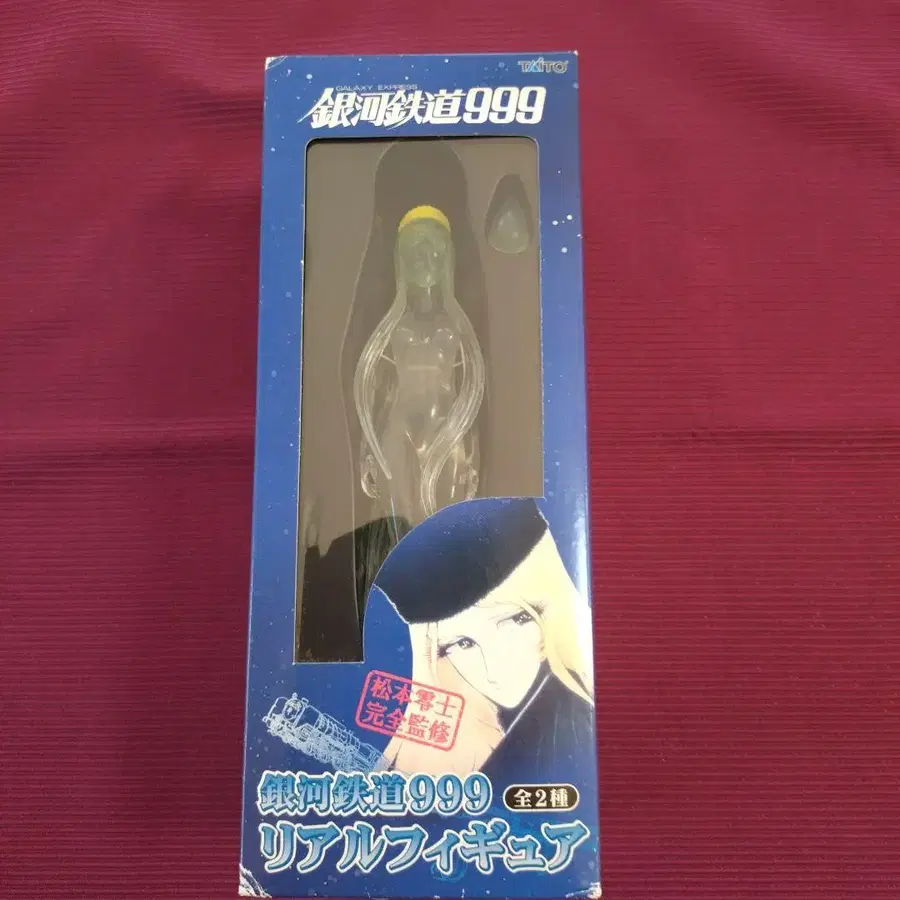 TAITO
GALAXY EXPRESS
銀河鉄道999
松本零士
完全監修
銀河鉄道999
全2種
リアルフィギュア